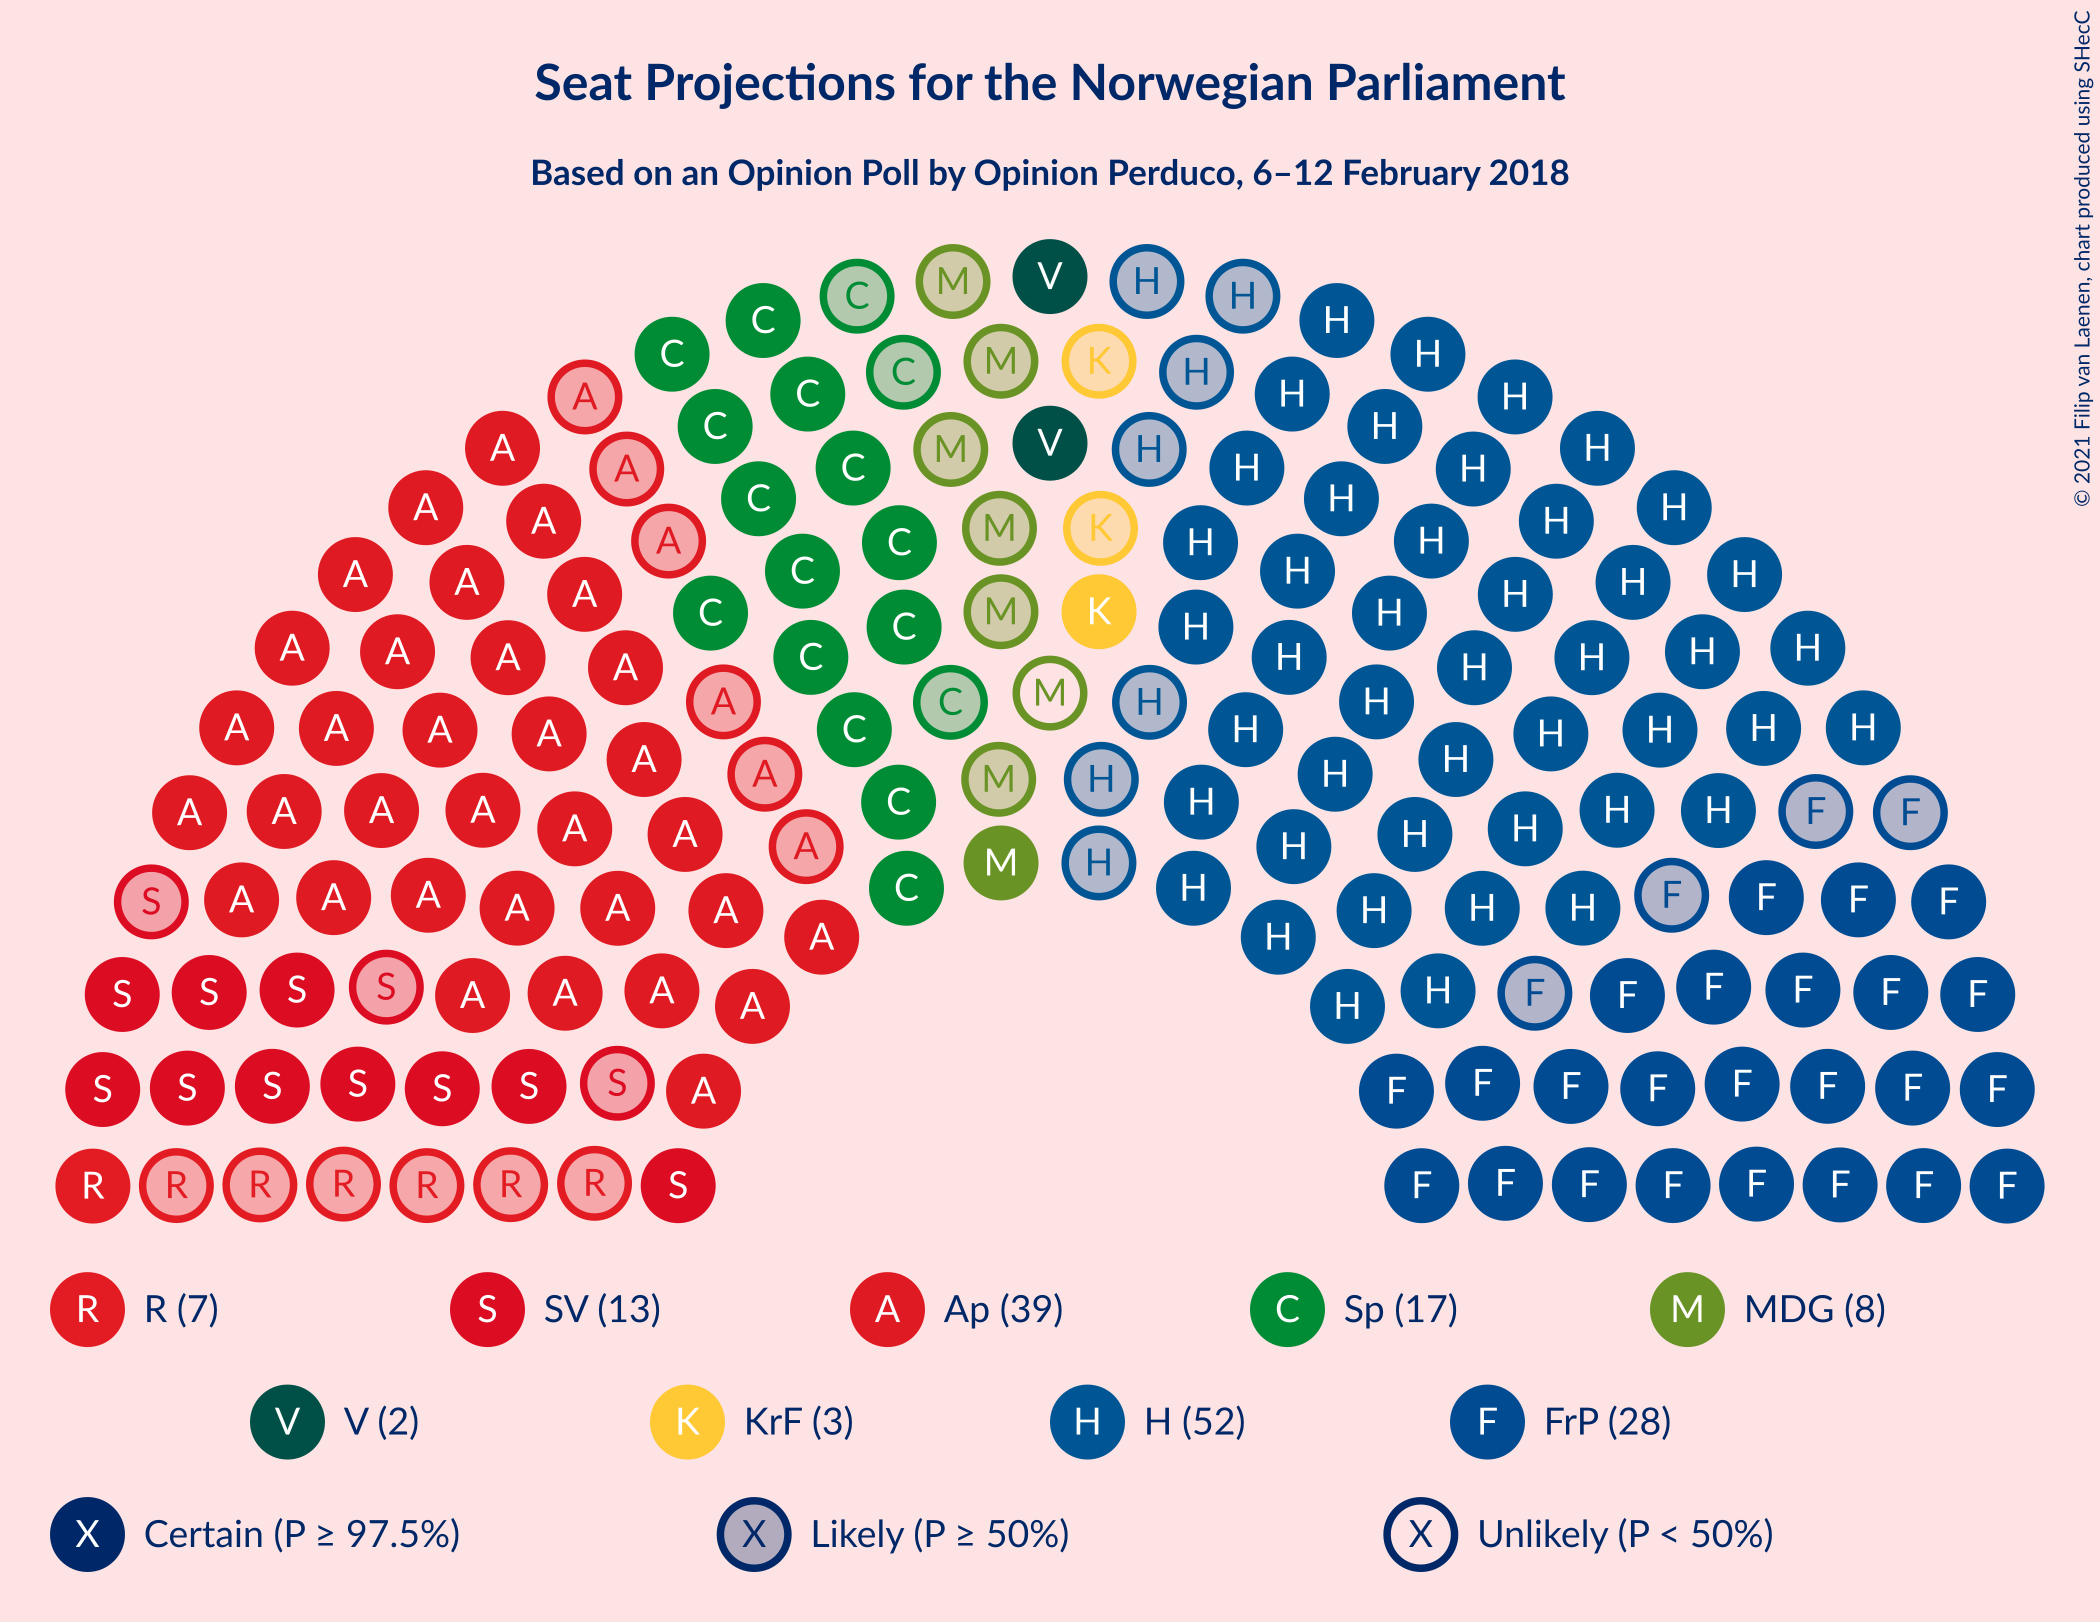 Seat Projections for the Norwegian Parliament
Based on an Opinion Poll by Opinion Perduco, 6–12 February 2018
© 2021 Filip van Laenen, chart produced using SHecC
V
M H
C H
C H
C H
A K H
M
A C H
C H
A C H
A V H
M H
A C H
A C H
A H
A C H
A M K H
A C H
A C H
A H
A C H
A M K H
A C H
A C H
A H
A C H
A M H
A C H
A A H H
A A H H
A A H H
A C H H
A A H H
A M H H
A A H H
A A H F
A A H F
A C H H
A A H H
S A M H H F
A A C H H F
A A H F F
S A A H H F
S A A H F F
S S A A H F F
S S A A H F F F
S S S A F F F F
S S S S A F F F F
R R R R R R R S F F F F F F F F
R R (7) S SV (13) A Ap (39) C Sp (17) M MDG (8)
V V (2) K KrF (3) H H (52) F FrP (28)
X Certain (P ≥ 97.5%) X Likely (P ≥ 50%) X Unlikely (P < 50%)